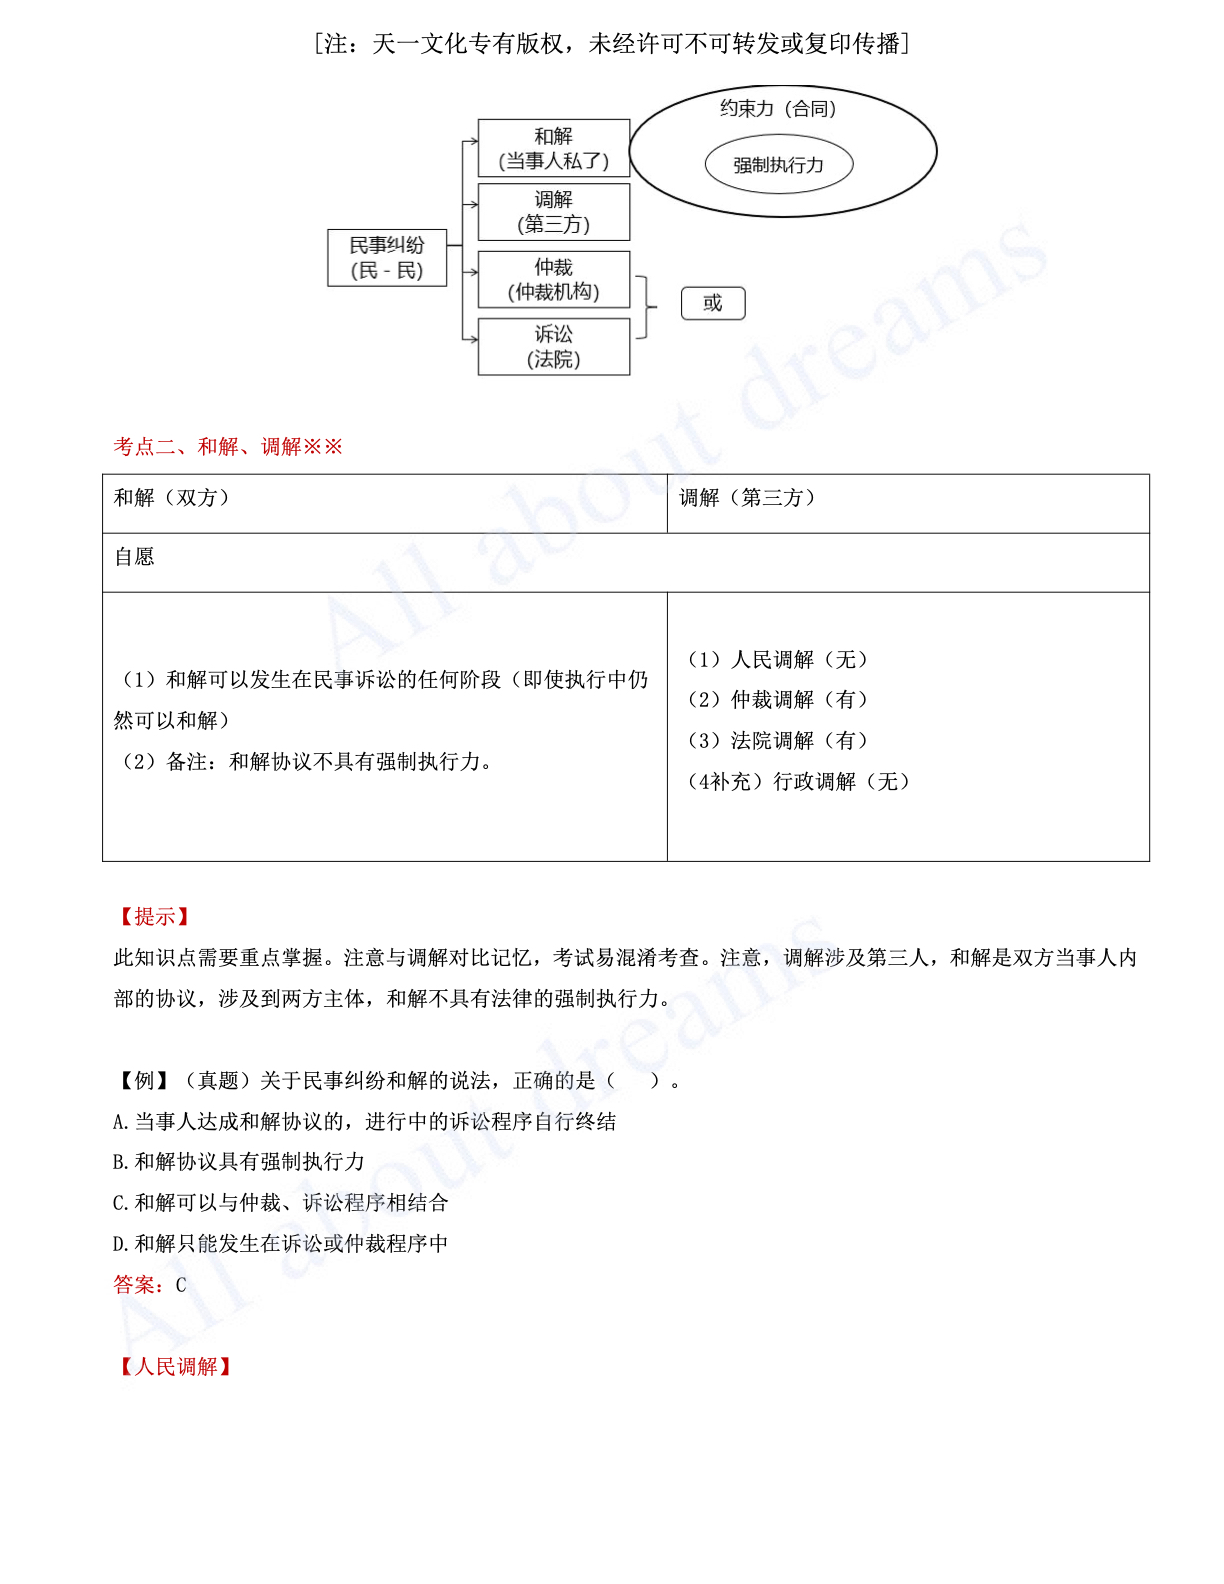 [注：天一文化专有版权，未经许可不可转发或复印传播]
约束力（合同）
强制执行力
和解
(当事人私了)
调解
(第三方)
民事纠纷
(民 - 民)
仲裁
(仲裁机构)
或
诉讼
(法院)
考点二、和解、调解※※
和解（双方）
调解（第三方）
自愿
（1）和解可以发生在民事诉讼的任何阶段（即使执行中仍
然可以和解）
（2）备注：和解协议不具有强制执行力。
（1）人民调解（无）
（2）仲裁调解（有）
（3）法院调解（有）
（4补充）行政调解（无）
【提示】
此知识点需要重点掌握。注意与调解对比记忆，考试易混淆考查。注意，调解涉及第三人，和解是双方当事人内
部的协议，涉及到两方主体，和解不具有法律的强制执行力。
【例】（真题）关于民事纠纷和解的说法，正确的是（　　）。
A.当事人达成和解协议的，进行中的诉讼程序自行终结
B.和解协议具有强制执行力
C.和解可以与仲裁、诉讼程序相结合
D.和解只能发生在诉讼或仲裁程序中
答案：C
【人民调解】
All about dreams
All about dreams